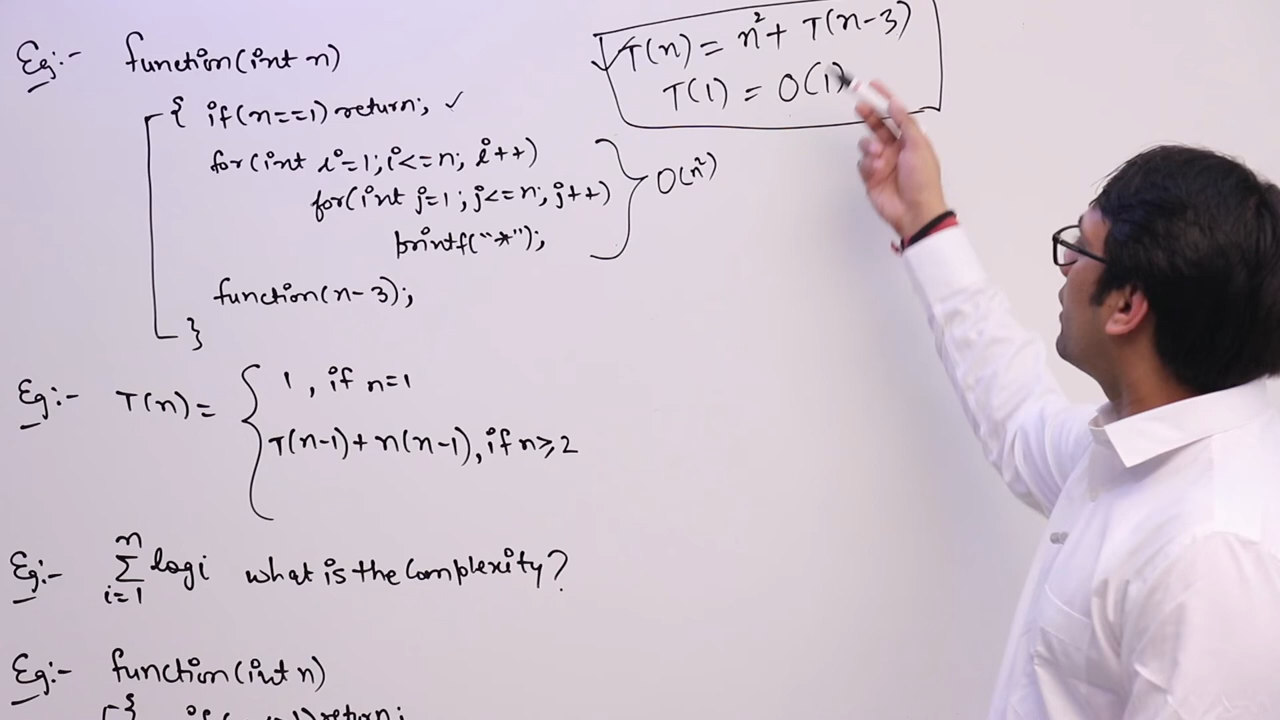 Eg:- function(int n)
{ if(n==1) return; ✓
for(int i=1; i<=n; i++)
for(int j=1; j<=n; j++)
printf("*");
} O(n²)
function(n-3);
}
✓T(n) = n² + T(n-3)
T(1) = O(1)
Eg:- T(n) = { 1, if n=1
T(n-1) + n(n-1), if n≥2
Eg:- n∑i=1 log i what is the complexity?
Eg:- function(int n)
{ return;